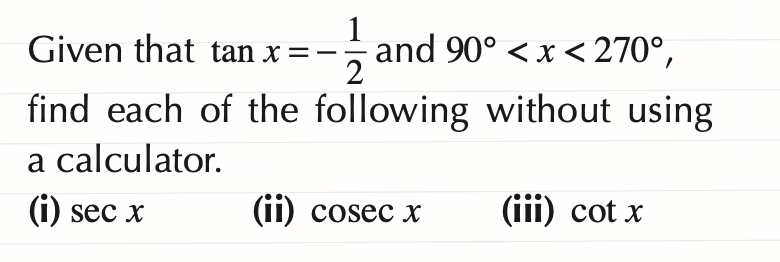 Given that tan x = − 1/2 and 90° < x < 270°,
find each of the following without using
a calculator.
(i) sec x (ii) cosec x (iii) cot x